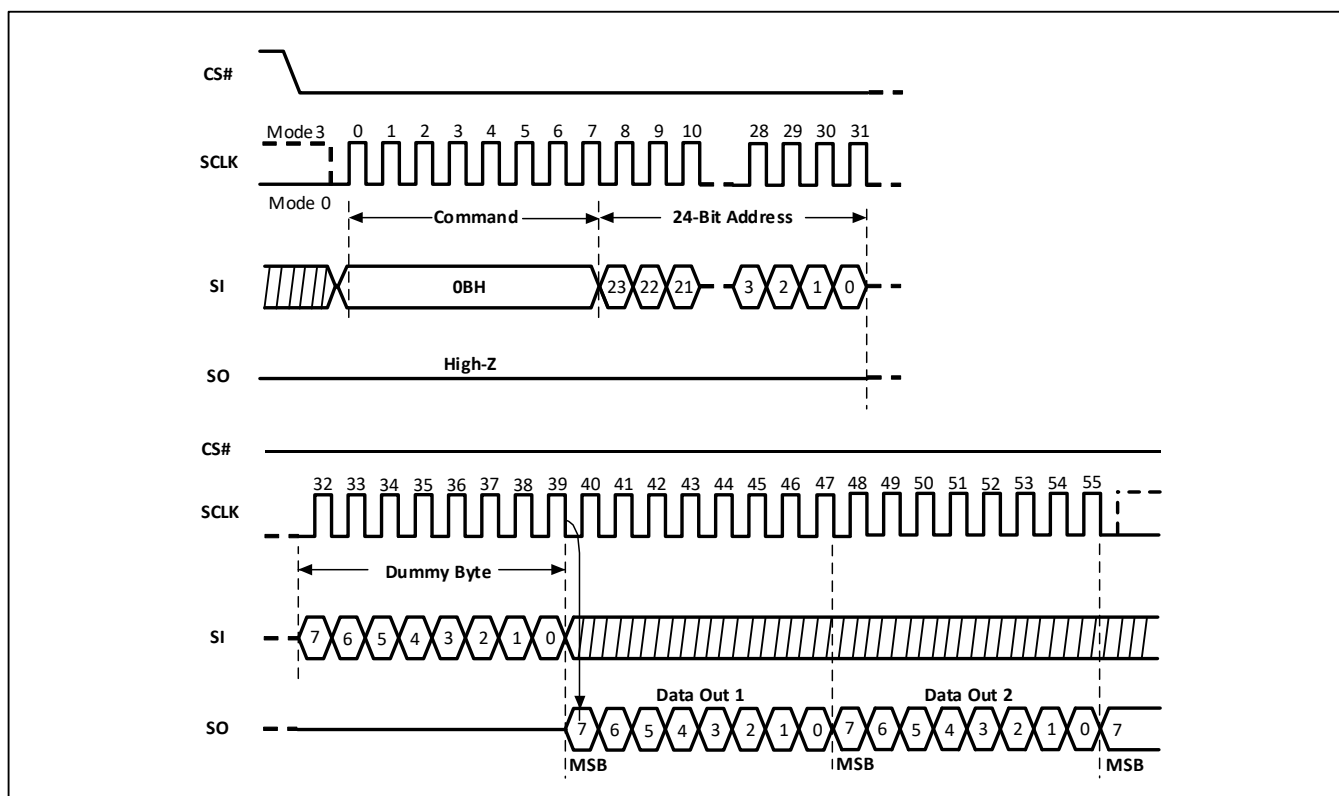 CS#
Mode 3 0 1 2 3 4 5 6 7 8 9 10 28 29 30 31
SCLK
Mode 0
Command 24-Bit Address
SI 0BH 23 22 21 3 2 1 0
High-Z
SO
CS#
32 33 34 35 36 37 38 39 40 41 42 43 44 45 46 47 48 49 50 51 52 53 54 55
SCLK
Dummy Byte
SI 7 6 5 4 3 2 1 0
Data Out 1 Data Out 2
SO 7 6 5 4 3 2 1 0 7 6 5 4 3 2 1 0 7
MSB MSB MSB